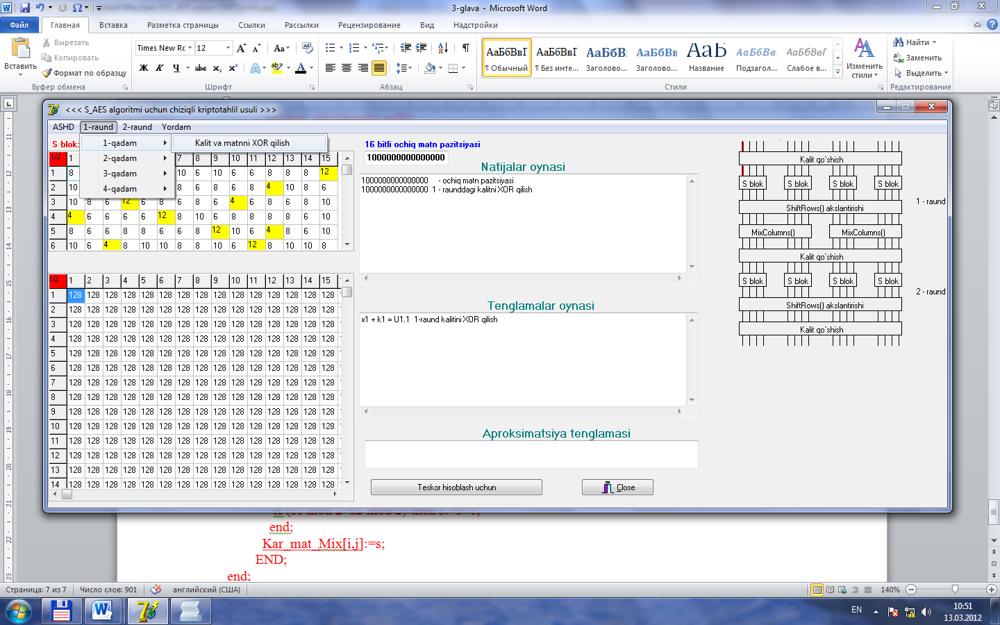 3-glava - Microsoft Word
Файл Главная Вставка Разметка страницы Ссылки Рассылки Рецензирование Вид Надстройки
Вставить
Вырезать
Копировать
Формат по образцу
Буфер обмена
Times New Ro 12
Шрифт
Абзац
АаБбВвІ АаБбВвІ АаБбВ АаБбВв АаБ АаБбВв АаБбВвГ
¶ Обычный ¶ Без инте... Заголово... Заголово... Название Подзагол... Слабое в...
Стили
Изменить стили
Найти
Заменить
Выделить
Редактирование
<<< S_AES algoritmi uchun chiziqli kriptotahlil usuli >>>
ASHD 1-raund 2-raund Yordam
1-qadam
2-qadam
3-qadam
4-qadam
Kalit va matnni XOR qilish
S blok:
1 7 8 9 10 11 12 13 14 15
1 8 10 6 10 6 8 6 8 8 12
2 10 8 6 8 6 8 4 10 8 6
3 10 8 6 12 6 8 6 8 6 4 6 8 6 8 10
4 4 6 6 8 6 12 8 10 8 6 8 8 8 6 10
5 8 8 6 6 6 8 8 6 12 10 6 4 8 6 8
6 10 6 4 8 10 10 8 8 10 6 12 8 10 10 8
I/J 1 2 3 4 5 6 7 8 9 10 11 12 13 14 15
1 128 128 128 128 128 128 128 128 128 128 128 128 128 128 128
2 128 128 128 128 128 128 128 128 128 128 128 128 128 128 128
3 128 128 128 128 128 128 128 128 128 128 128 128 128 128 128
4 128 128 128 128 128 128 128 128 128 128 128 128 128 128 128
5 128 128 128 128 128 128 128 128 128 128 128 128 128 128 128
6 128 128 128 128 128 128 128 128 128 128 128 128 128 128 128
7 128 128 128 128 128 128 128 128 128 128 128 128 128 128 128
8 128 128 128 128 128 128 128 128 128 128 128 128 128 128 128
9 128 128 128 128 128 128 128 128 128 128 128 128 128 128 128
10 128 128 128 128 128 128 128 128 128 128 128 128 128 128 128
11 128 128 128 128 128 128 128 128 128 128 128 128 128 128 128
12 128 128 128 128 128 128 128 128 128 128 128 128 128 128 128
13 128 128 128 128 128 128 128 128 128 128 128 128 128 128 128
14 128 128 128 128 128 128 128 128 128 128 128 128 128 128 128
16 bitli ochiq matn pazitsiyasi
1000000000000000
Natijalar oynasi
1000000000000000 - ochiq matn pazitsiyasi
1000000000000000 1 - raunddagi kalitni XOR qilish
Tenglamalar oynasi
x1 + k1 = U1.1 1-raund kalitini XOR qilish
Aproksimatsiya tenglamasi
Teskor hisoblash uchun
Close
Kalit qo`shish
S blok S blok S blok S blok
ShiftRows() akslantirishi
1 - raund
MixColumns() MixColumns()
Kalit qo`shish
S blok S blok S blok S blok
2 - raund
ShiftRows() akslantirishi
Kalit qo`shish
end;
Kar_mat_Mix[i,j]:=s;
END;
end;
Страница: 7 из 7 Число слов: 901 английский (США) 140%
EN 10:51
13.03.2012